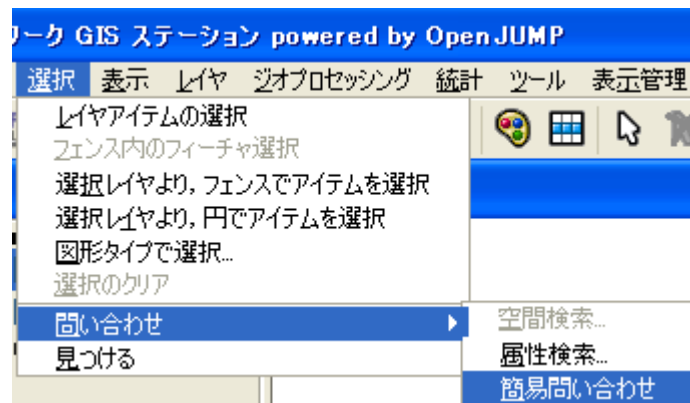 ーク GIS ステーション powered by OpenJUMP
選択 表示 レイヤ ジオプロセッシング 統計 ツール 表示管理
レイヤアイテムの選択
フェンス内のフィーチャ選択
選択レイヤより, フェンスでアイテムを選択
選択レイヤより, 円でアイテムを選択
図形タイプで選択...
選択のクリア
問い合わせ
空間検索...
見つける
属性検索...
簡易問い合わせ